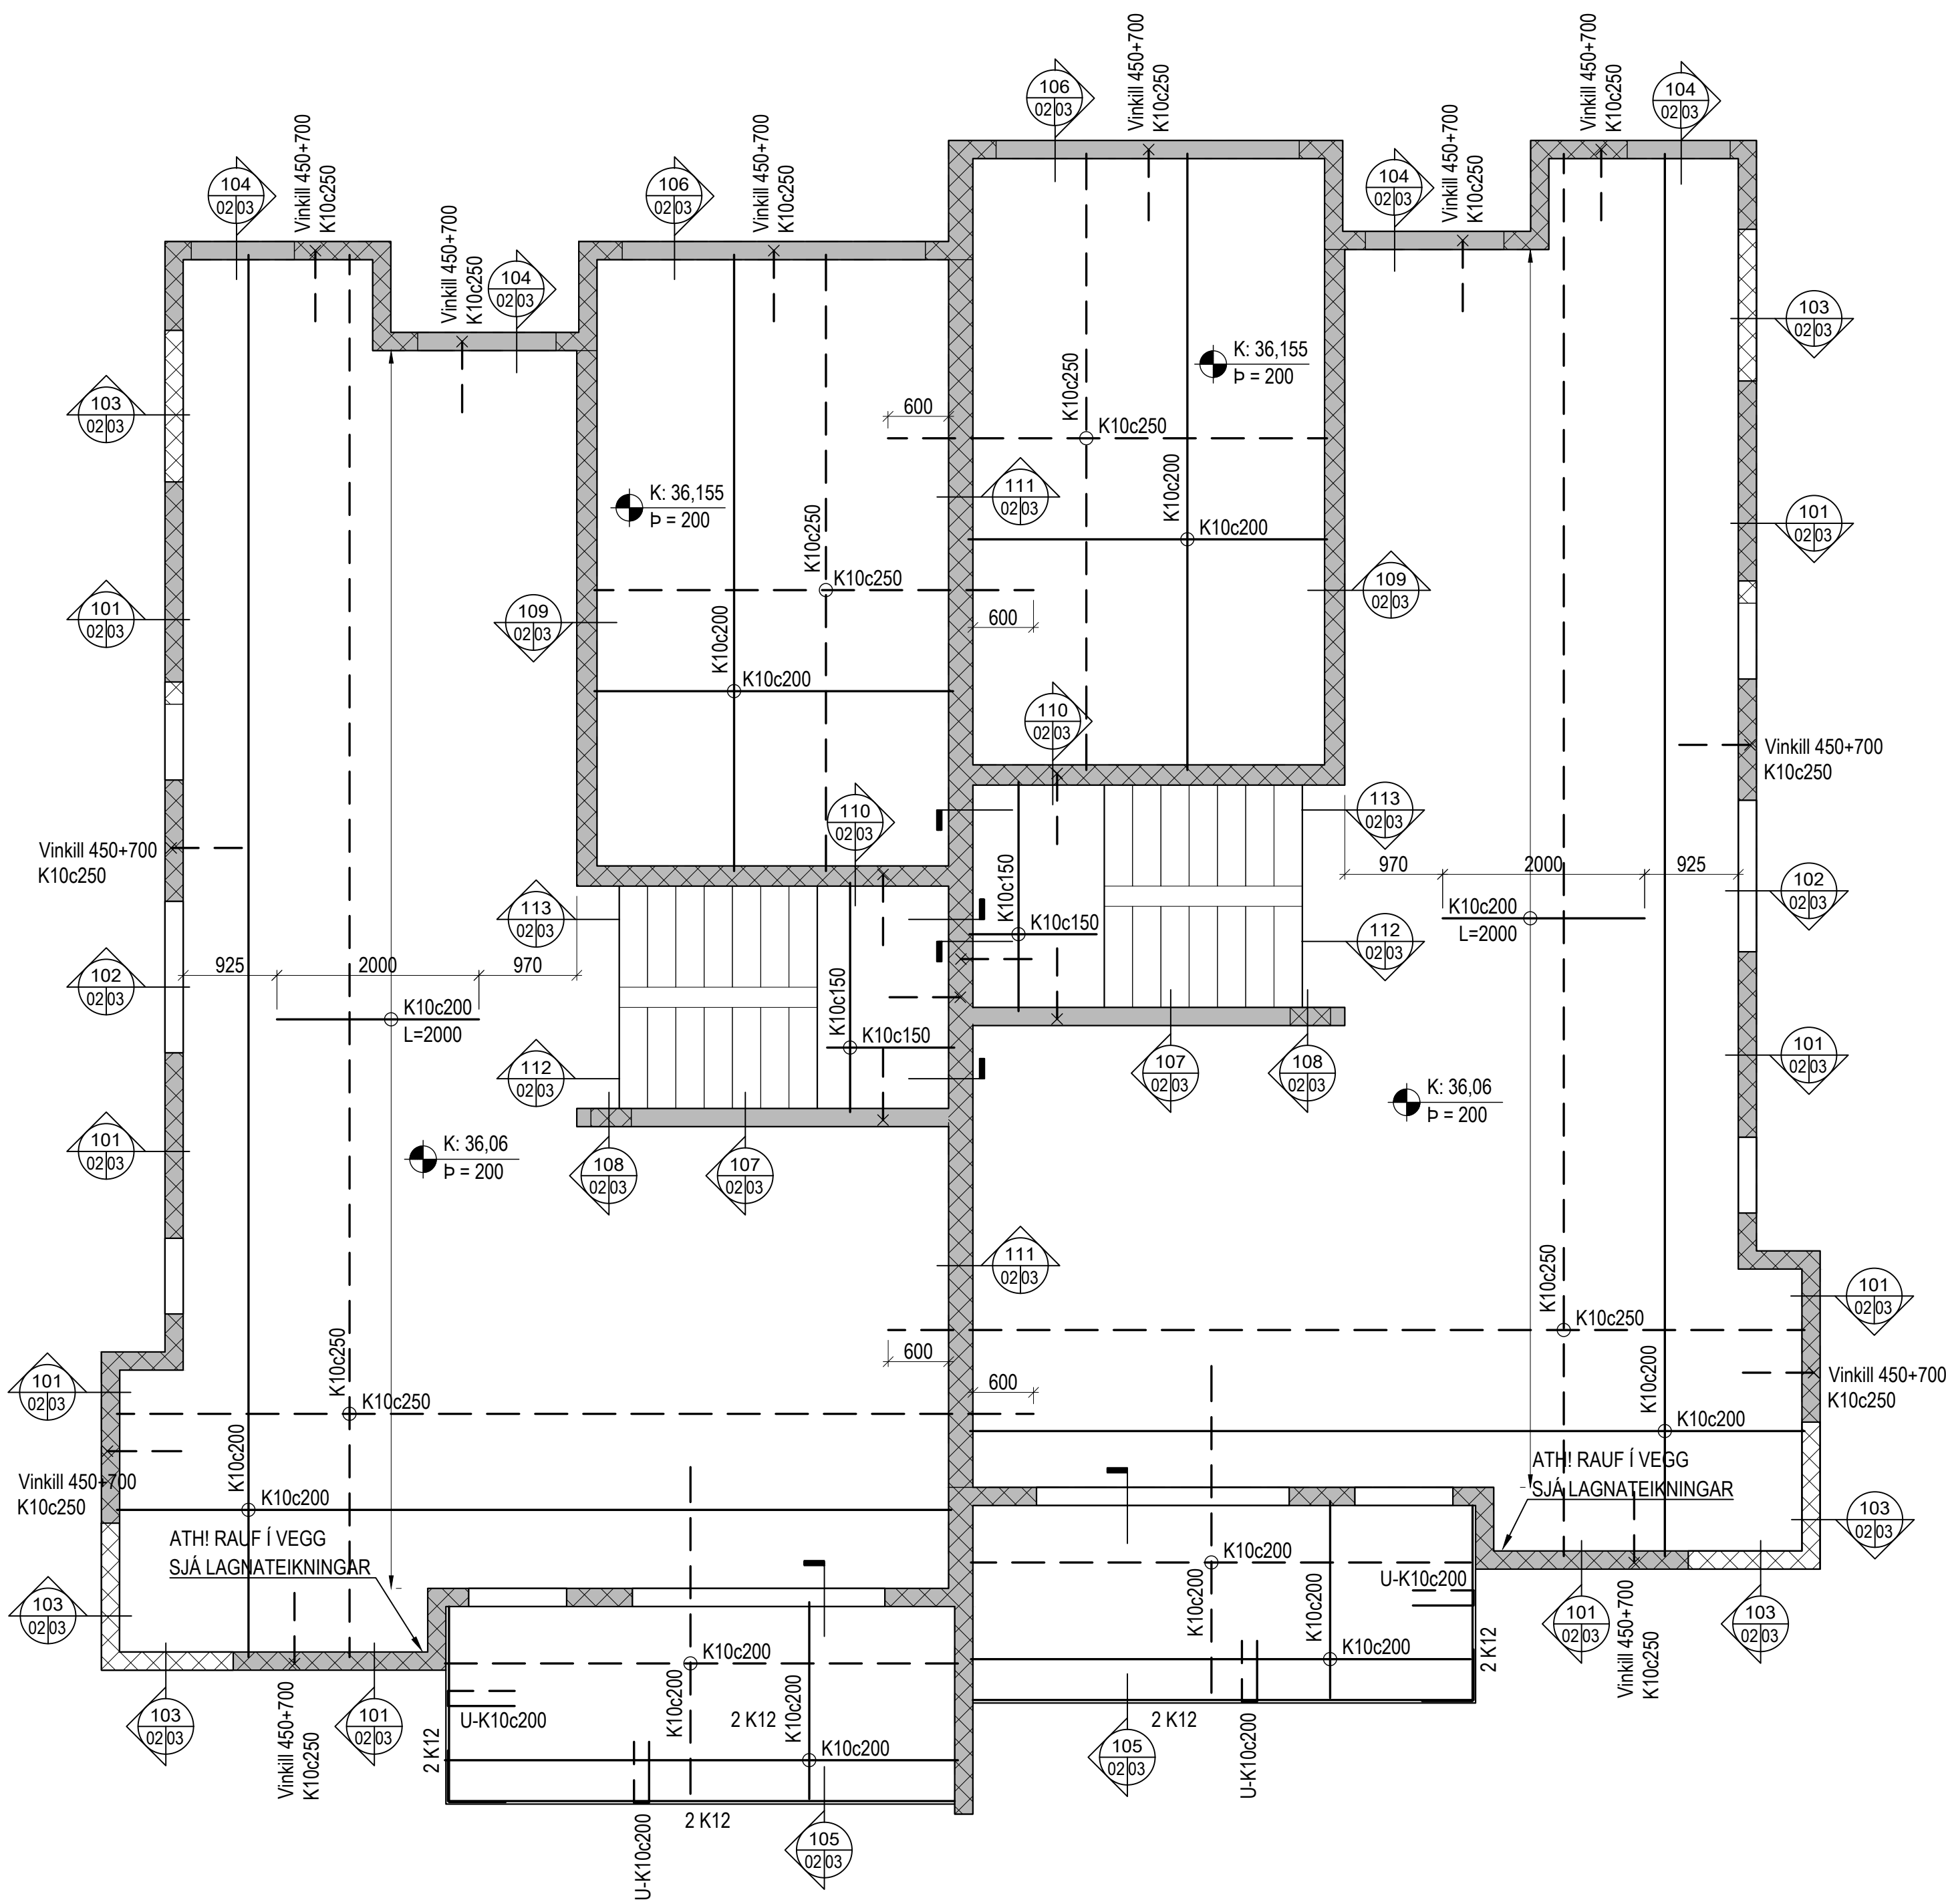 Vinkill 450+700
K10c250
Vinkill 450+700
K10c250
106
02 03
104
02 03
Vinkill 450+700
K10c250
Vinkill 450+700
K10c250
Vinkill 450+700
K10c250
104
02 03
106
02 03
104
02 03
Vinkill 450+700
K10c250
104
02 03
103
02 03
103
02 03
K: 36,155
Þ = 200
K10c250
600
K10c250
K10c200
111
02 03
K: 36,155
Þ = 200
K10c250
101
02 03
K10c200
K10c250
109
02 03
101
02 03
109
02 03
600
K10c200
K10c200
110
02 03
Vinkill 450+700
K10c250
110
02 03
113
02 03
Vinkill 450+700
K10c250
970
2000
925
102
02 03
K10c150
K10c200
L=2000
113
02 03
K10c150
112
02 03
925
2000
970
102
02 03
K10c200
L=2000
K10c150
K10c150
101
02 03
112
02 03
107
02 03
108
02 03
K: 36,06
Þ = 200
101
02 03
K: 36,06
Þ = 200
108
02 03
107
02 03
111
02 03
101
02 03
K10c250
K10c250
600
600
K10c250
101
02 03
K10c250
Vinkill 450+700
K10c250
K10c200
K10c200
K10c200
Vinkill 450+700
K10c250
K10c200
ATH! RAUF Í VEGG
SJÁ LAGNATEIKNINGAR
103
02 03
ATH! RAUF Í VEGG
SJÁ LAGNATEIKNINGAR
K10c200
U-K10c200
K10c200
K10c200
103
02 03
101
02 03
103
02 03
K10c200
K10c200
2 K12
Vinkill 450+700
K10c250
103
02 03
101
02 03
Vinkill 450+700
K10c250
U-K10c200
K10c200
2 K12
K10c200
2 K12
105
02 03
U-K10c200
2 K12
K10c200
2 K12
U-K10c200
105
02 03